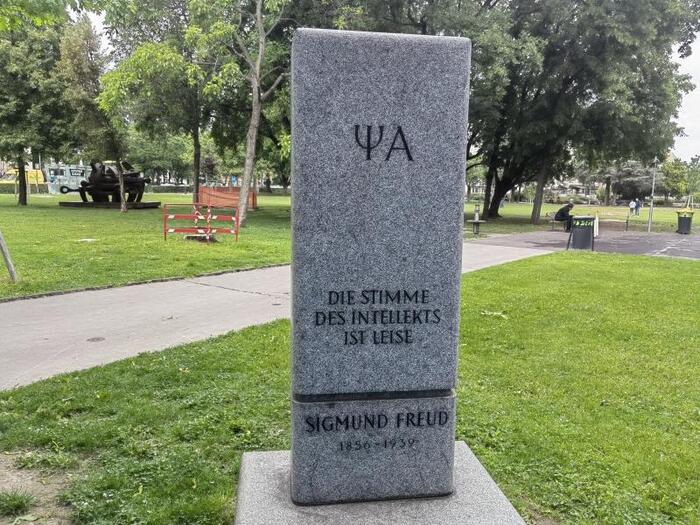 ΨΑ
DIE STIMME
DES INTELLEKTS
IST LEISE
SIGMUND FREUD
1856-1939